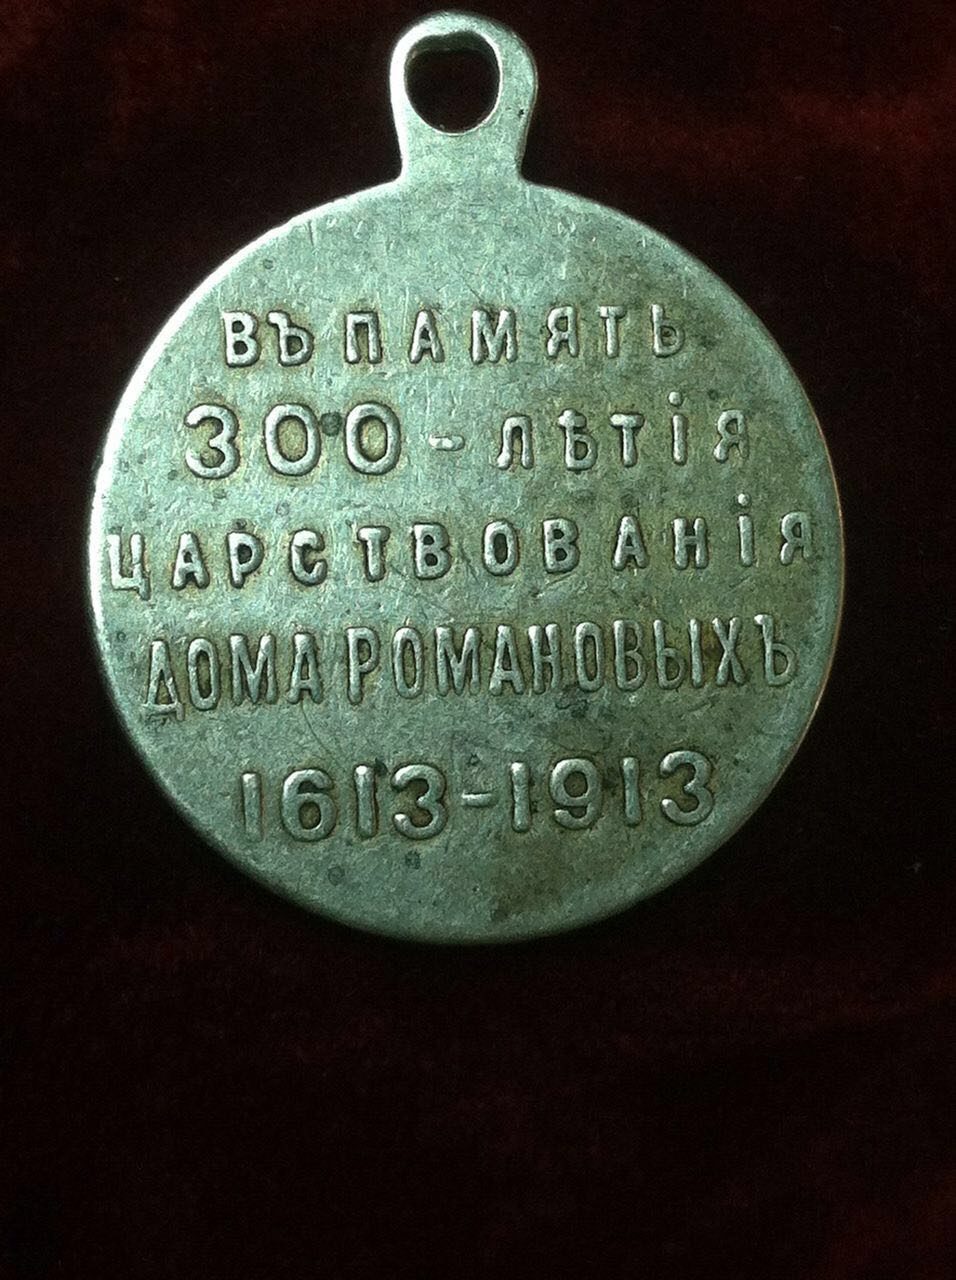 ВЪ ПАМЯТЬ
300-ЛѢТІЯ
ЦАРСТВОВАНІЯ
ДОМА РОМАНОВЫХЪ
1613-1913